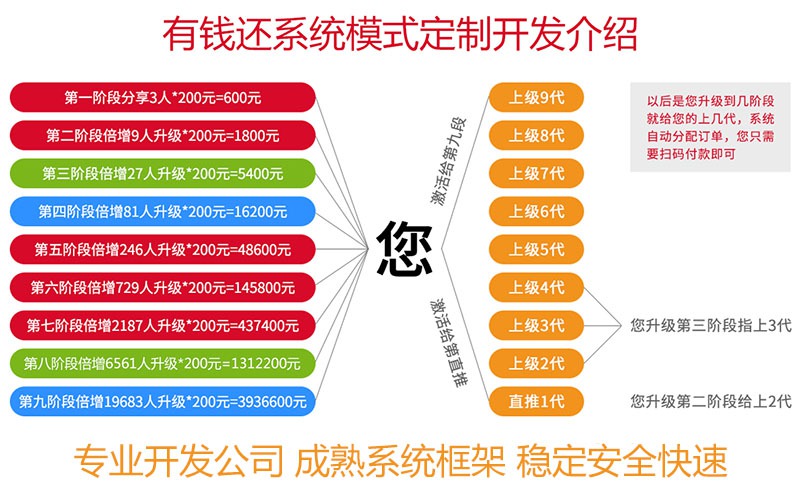 有钱还系统模式定制开发介绍
第一阶段分享3人*200元=600元
第二阶段倍增9人升级*200元=1800元
第三阶段倍增27人升级*200元=5400元
第四阶段倍增81人升级*200元=16200元
第五阶段倍增246人升级*200元=48600元
第六阶段倍增729人升级*200元=145800元
第七阶段倍增2187人升级*200元=437400元
第八阶段倍增6561人升级*200元=1312200元
第九阶段倍增19683人升级*200元=3936600元
您
激活给第九段
激活给第直推
上级9代
上级8代
上级7代
上级6代
上级5代
上级4代
上级3代
上级2代
直推1代
以后是您升级到几阶段
就给您的上几代，系统
自动分配订单，您只需
要扫码付款即可
您升级第三阶段指上3代
您升级第二阶段给上2代
专业开发公司 成熟系统框架 稳定安全快速